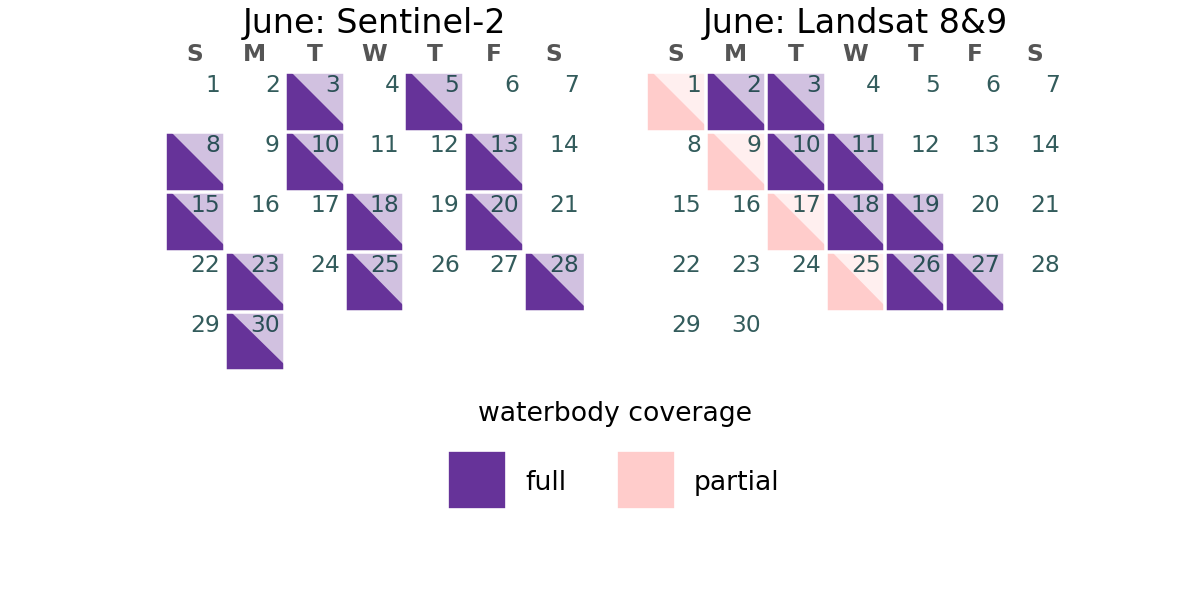 June: Sentinel-2
S M T W T F S
1 2 3 4 5 6 7
8 9 10 11 12 13 14
15 16 17 18 19 20 21
22 23 24 25 26 27 28
29 30
June: Landsat 8&9
S M T W T F S
1 2 3 4 5 6 7
8 9 10 11 12 13 14
15 16 17 18 19 20 21
22 23 24 25 26 27 28
29 30
waterbody coverage
full partial